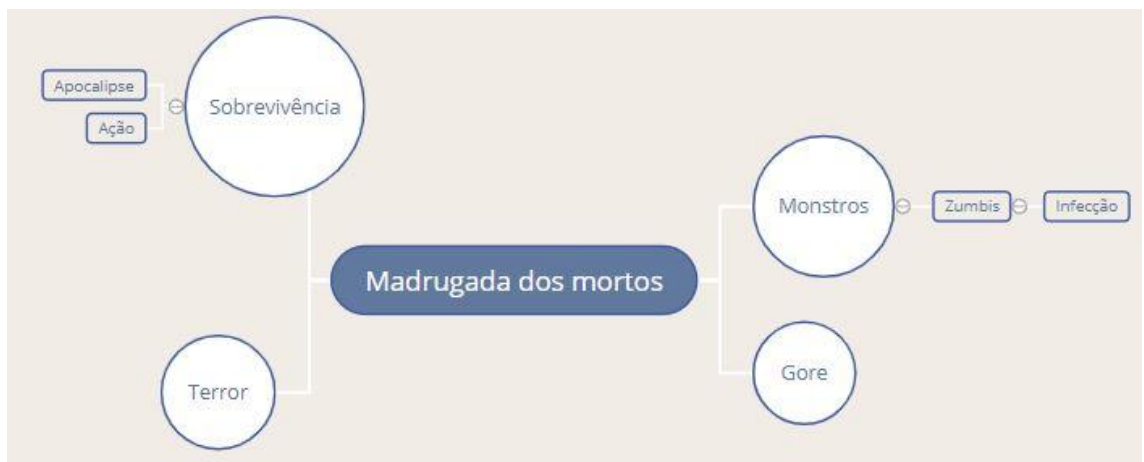 Apocalipse
Ação
Sobrevivência
Terror
Madrugada dos mortos
Monstros
Zumbis
Infecção
Gore